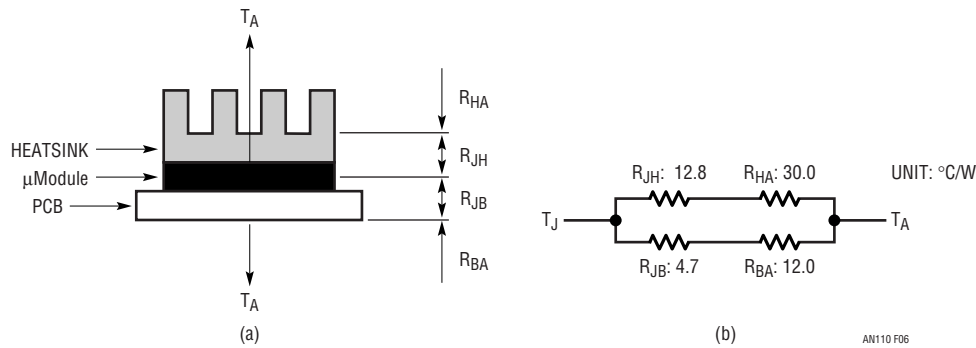 TA
RHA
HEATSINK
RJH
μModule
PCB
RJB
RBA
TA
(a)
RJH: 12.8
RHA: 30.0
UNIT: °C/W
TJ
TA
RJB: 4.7
RBA: 12.0
(b)
AN110 F06